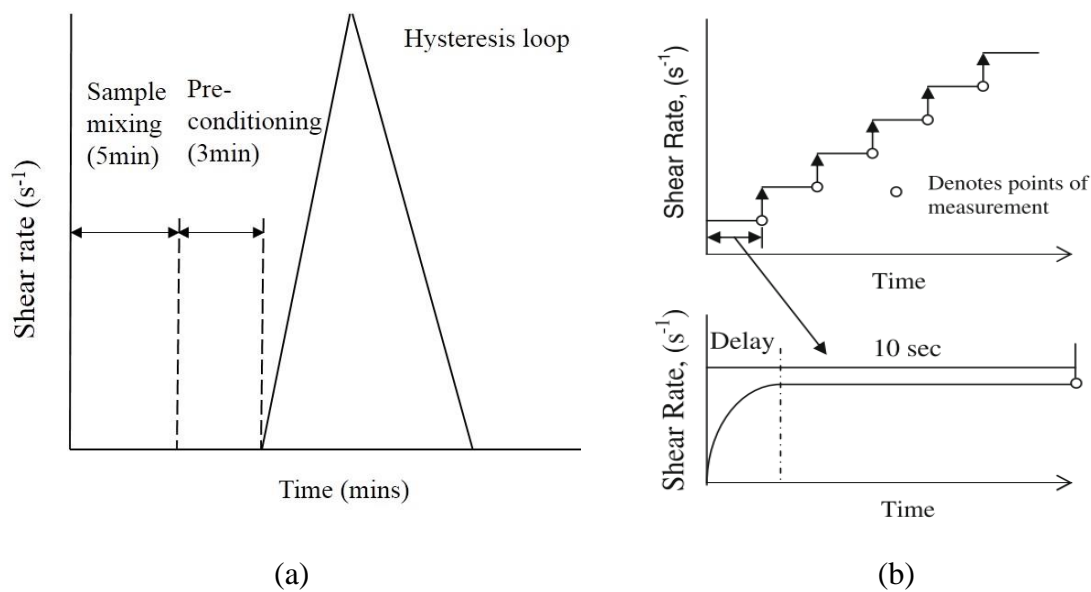 Hysteresis loop
Sample
mixing
(5min)
Pre-
conditioning
(3min)
Shear rate (s⁻¹)
Time (mins)
(a)
Shear Rate, (s⁻¹)
Denotes points of
measurement
Time
Delay
10 sec
Shear Rate, (s⁻¹)
Time
(b)